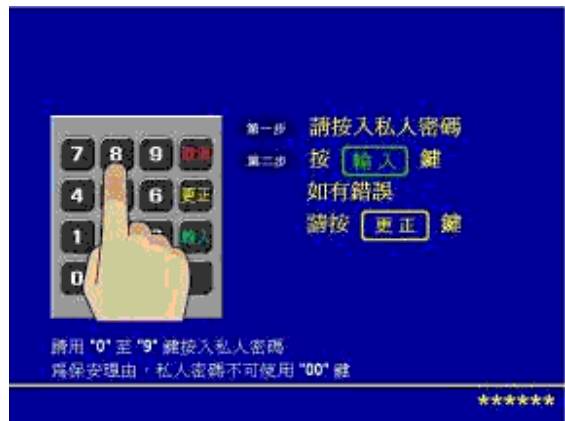 第一步 請按入私人密碼
第二步 按 輸入 鍵
如有錯誤
請按 更正 鍵
7 8 9 取消
4 6 更正
1 輸入
0
請用 "0" 至 "9" 鍵按入私人密碼
為保安理由，私人密碼不可使用 "00" 鍵
******